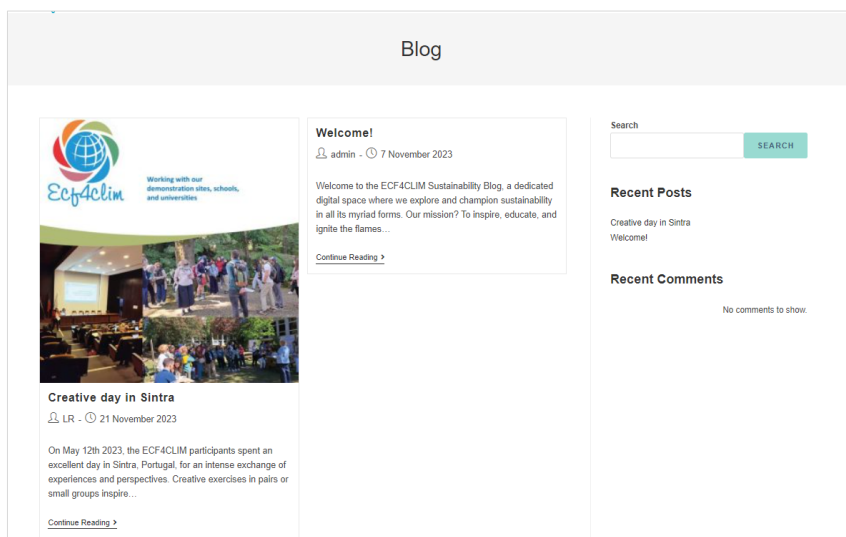 Blog
Ecf4clim
Working with our
demonstration sites, schools,
and universities
Creative day in Sintra
LR - 21 November 2023
On May 12th 2023, the ECF4CLIM participants spent an
excellent day in Sintra, Portugal, for an intense exchange of
experiences and perspectives. Creative exercises in pairs or
small groups inspire…
Continue Reading >
Welcome!
admin - 7 November 2023
Welcome to the ECF4CLIM Sustainability Blog, a dedicated
digital space where we explore and champion sustainability
in all its myriad forms. Our mission? To inspire, educate, and
ignite the flames…
Continue Reading >
Search
SEARCH
Recent Posts
Creative day in Sintra
Welcome!
Recent Comments
No comments to show.